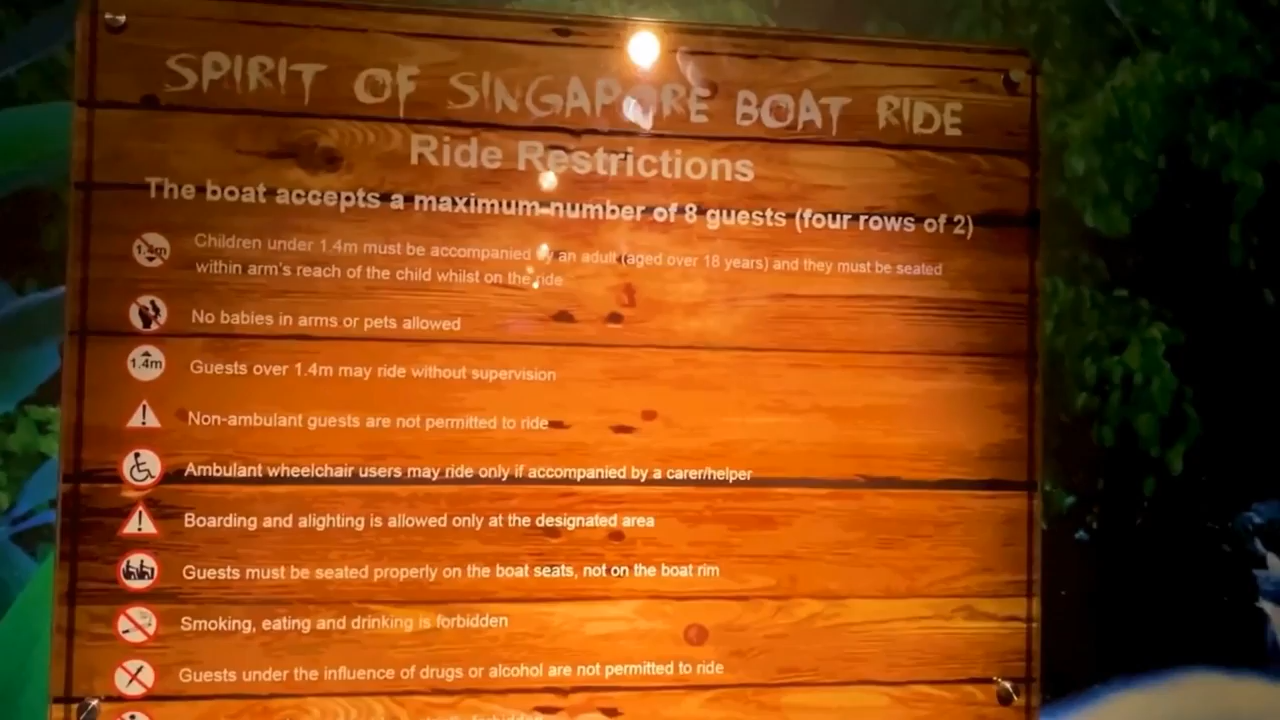 SPIRIT OF SINGAPORE BOAT RIDE
Ride Restrictions
The boat accepts a maximum number of 8 guests (four rows of 2)
1.4m
Children under 1.4m must be accompanied by an adult (aged over 18 years) and they must be seated
within arm's reach of the child whilst on the ride
No babies in arms or pets allowed
1.4m
Guests over 1.4m may ride without supervision
!
Non-ambulant guests are not permitted to ride
Ambulant wheelchair users may ride only if accompanied by a carer/helper
!
Boarding and alighting is allowed only at the designated area
Guests must be seated properly on the boat seats, not on the boat rim
Smoking, eating and drinking is forbidden
Guests under the influence of drugs or alcohol are not permitted to ride
forbidden